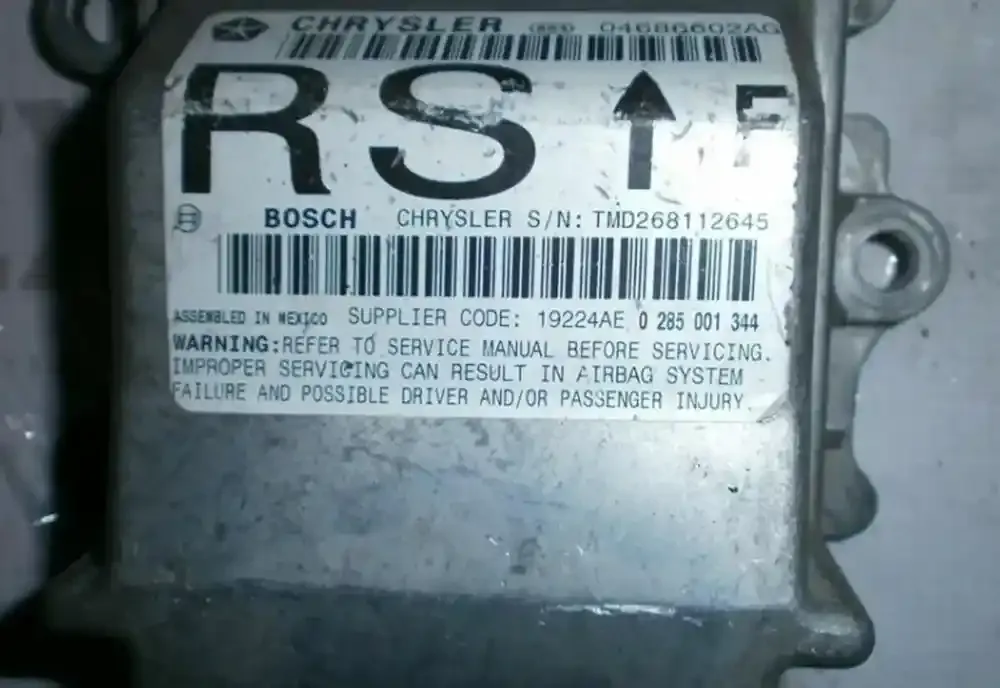 CHRYSLER 04686602AG
RS F
BOSCH CHRYSLER S/N: TMD268112645
ASSEMBLED IN MEXICO SUPPLIER CODE: 19224AE 0 285 001 344
WARNING:REFER TO SERVICE MANUAL BEFORE SERVICING.
IMPROPER SERVICING CAN RESULT IN AIRBAG SYSTEM
FAILURE AND POSSIBLE DRIVER AND/OR PASSENGER INJURY.